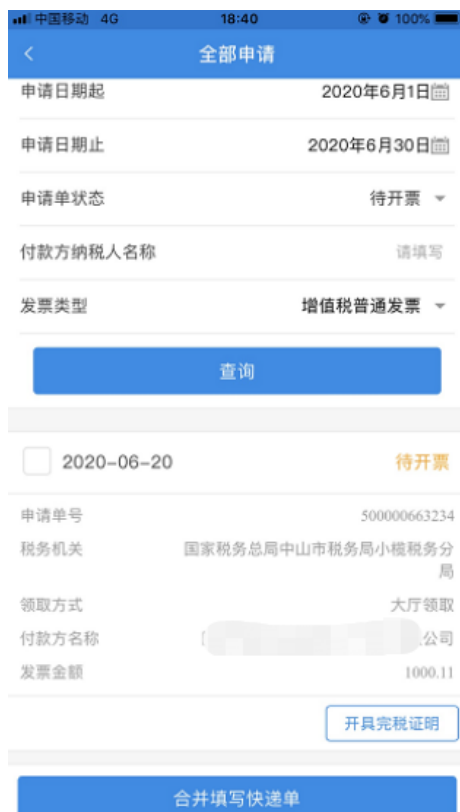 中国移动 4G 18:40 100%
全部申请
申请日期起 2020年6月1日
申请日期止 2020年6月30日
申请单状态 待开票
付款方纳税人名称 请填写
发票类型 增值税普通发票
查询
2020-06-20 待开票
申请单号 500000663234
税务机关 国家税务总局中山市税务局小榄税务分
局
领取方式 大厅领取
付款方名称 公司
发票金额 1000.11
开具完税证明
合并填写快递单